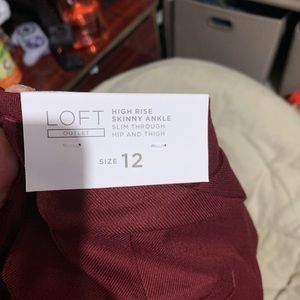 LOFT
OUTLET
HIGH RISE
SKINNY ANKLE
SLIM THROUGH
HIP AND THIGH
SIZE 12